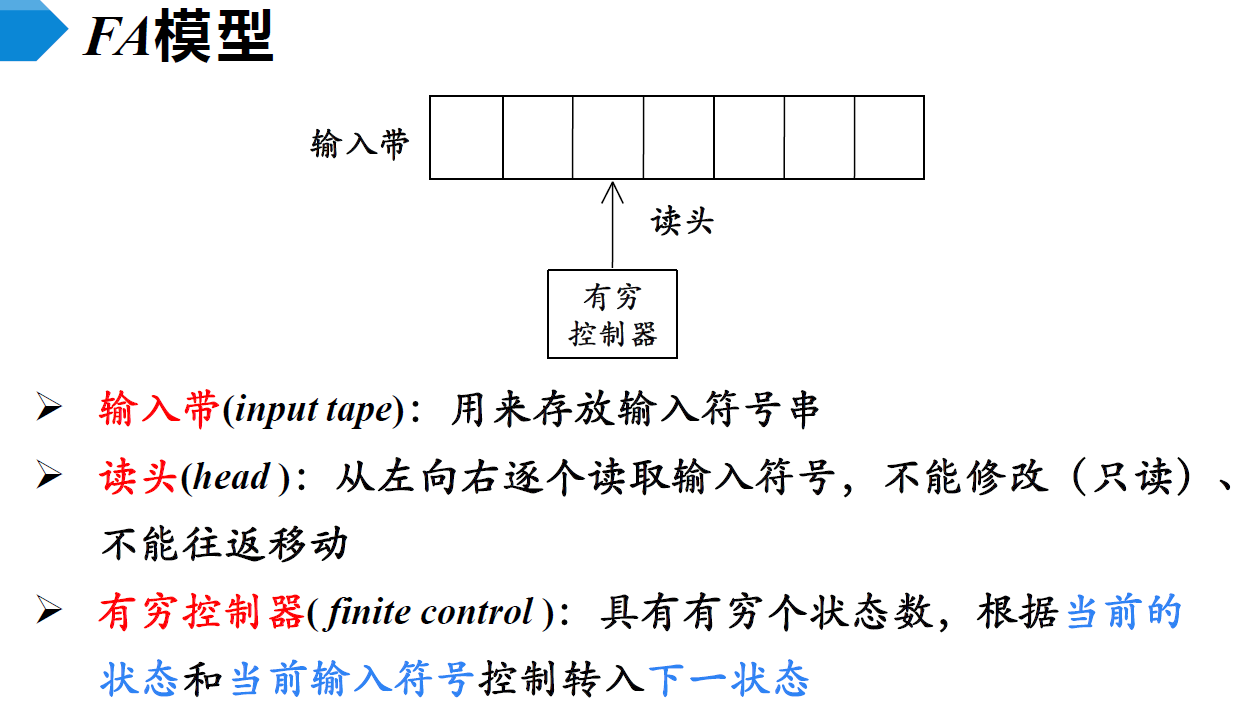 FA模型
输入带
读头
有穷
控制器
➢ 输入带(input tape)：用来存放输入符号串
➢ 读头(head )：从左向右逐个读取输入符号，不能修改（只读）、
不能往返移动
➢ 有穷控制器( finite control )：具有有穷个状态数，根据当前的
状态和当前输入符号控制转入下一状态